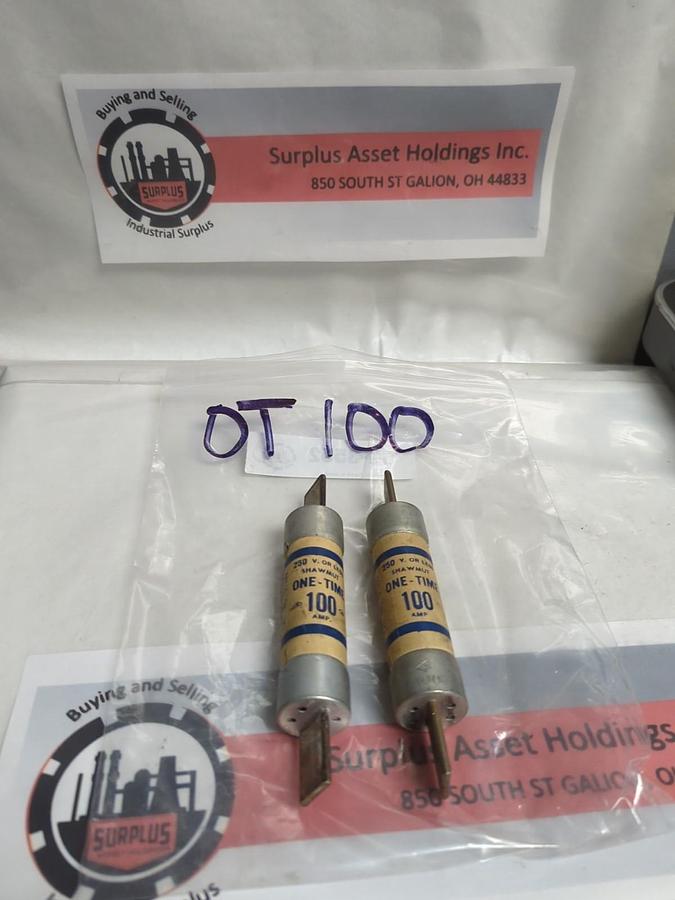 Buying and Selling
SURPLUS
Industrial Surplus
Surplus Asset Holdings Inc.
850 SOUTH ST GALION, OH 44833
OT 100
250 V. OR LESS
SHAWMUT
ONE-TIME
100
AMP.
250 V. OR LESS
SHAWMUT
ONE-TIME
100
AMP.
Buying and Selling
SURPLUS
Surplus
Surplus Asset Holdings
850 SOUTH ST GALION, O